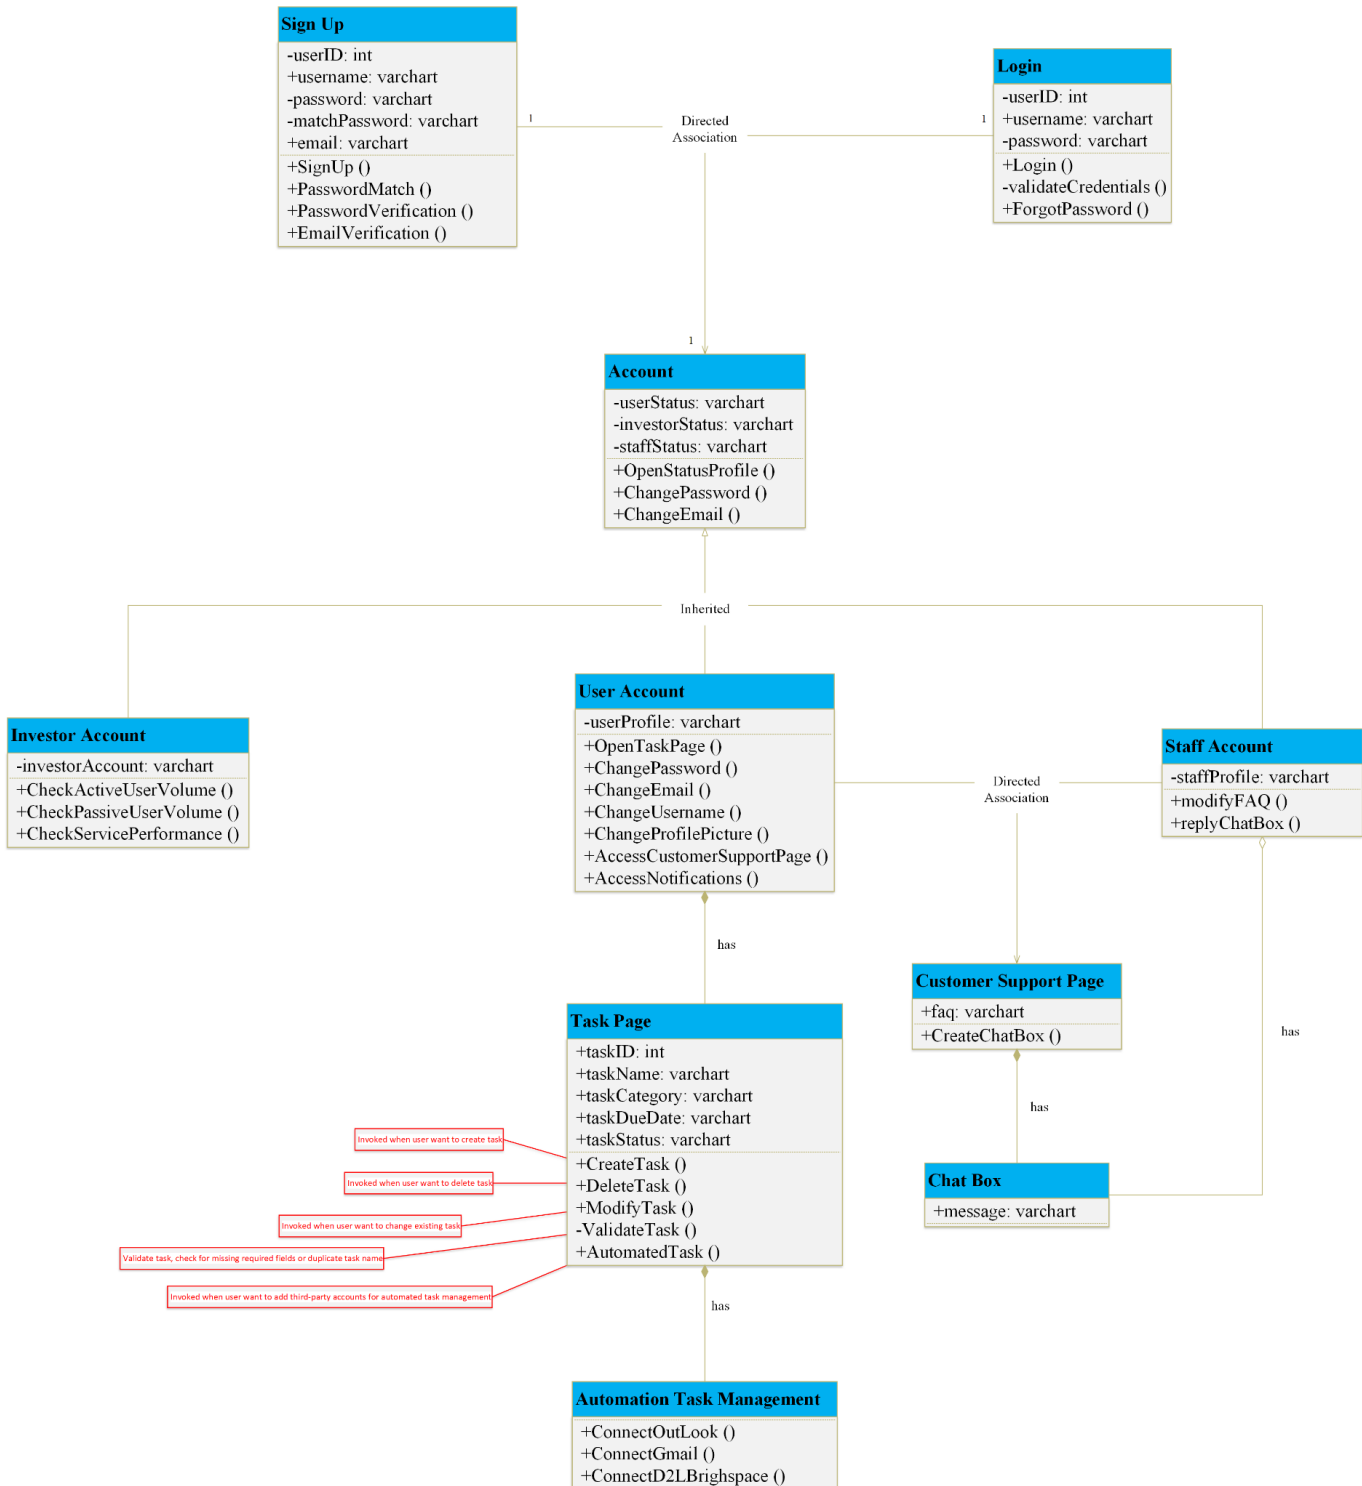 Sign Up
-userID: int
+username: varchart
-password: varchart
-matchPassword: varchart
+email: varchart
+SignUp ()
+PasswordMatch ()
+PasswordVerification ()
+EmailVerification ()
1
Directed
Association
1
Login
-userID: int
+username: varchart
-password: varchart
+Login ()
-validateCredentials ()
+ForgotPassword ()
1
Account
-userStatus: varchart
-investorStatus: varchart
-staffStatus: varchart
+OpenStatusProfile ()
+ChangePassword ()
+ChangeEmail ()
Inherited
Investor Account
-investorAccount: varchart
+CheckActiveUserVolume ()
+CheckPassiveUserVolume ()
+CheckServicePerformance ()
User Account
-userProfile: varchart
+OpenTaskPage ()
+ChangePassword ()
+ChangeEmail ()
+ChangeUsername ()
+ChangeProfilePicture ()
+AccessCustomerSupportPage ()
+AccessNotifications ()
Directed
Association
Staff Account
-staffProfile: varchart
+modifyFAQ ()
+replyChatBox ()
has
Customer Support Page
+faq: varchart
+CreateChatBox ()
has
has
Chat Box
+message: varchart
Task Page
+taskID: int
+taskName: varchart
+taskCategory: varchart
+taskDueDate: varchart
+taskStatus: varchart
+CreateTask ()
+DeleteTask ()
+ModifyTask ()
-ValidateTask ()
+AutomatedTask ()
Invoked when user want to create task
Invoked when user want to delete task
Invoked when user want to change existing task
Validate task, check for missing required fields or duplicate task name
Invoked when user want to add third-party accounts for automated task management
has
Automation Task Management
+ConnectOutLook ()
+ConnectGmail ()
+ConnectD2LBrighspace ()